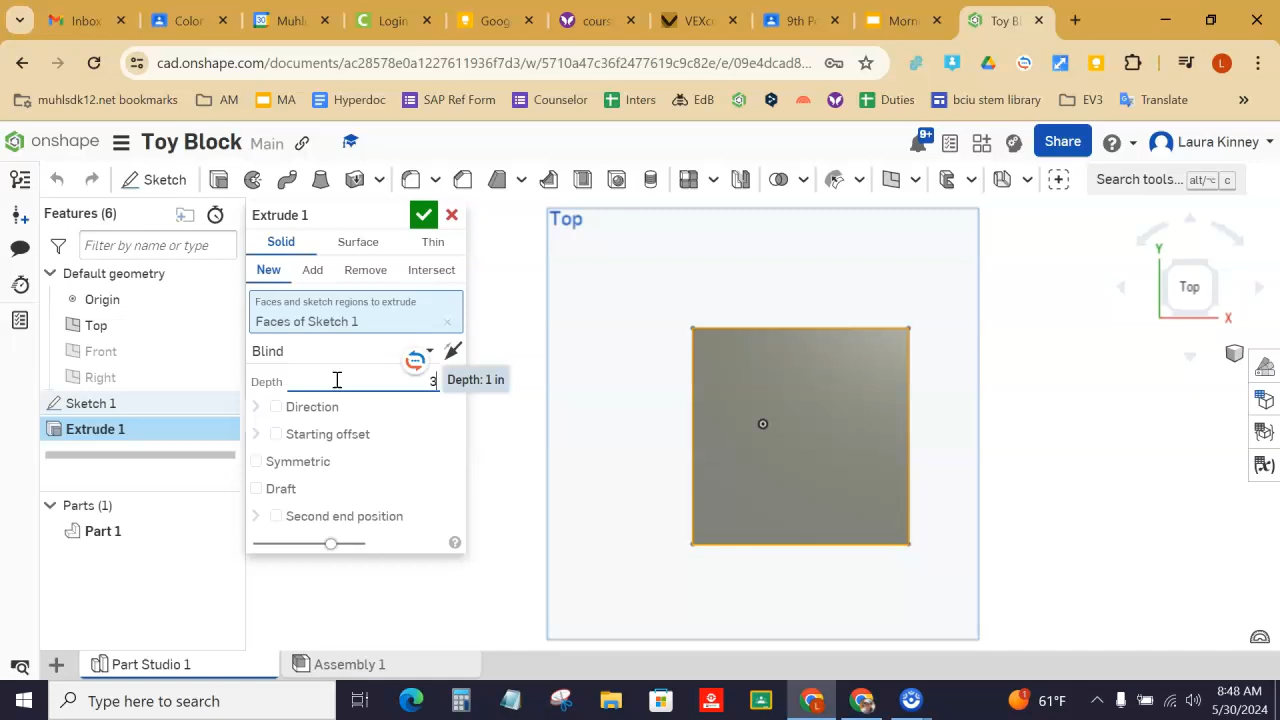 Inbox
Color
31
Muhl
Login
Goog
cours
VEXco
9th P
Morn
Toy Bl
cad.onshape.com/documents/ac28578e0a1227611936f7d3/w/5710a47c36f2477619c9c82e/e/09e4dcad8...
L
muhlsdk12.net bookmarks
AM
MA
Hyperdoc
SAP Ref Form
Counselor
Inters
EdB
Duties
bciu stem library
EV3
Translate
onshape
Toy Block
Main
9+
Share
Laura Kinney
Sketch
Search tools...
alt/⌥
c
Features (6)
Filter by name or type
Default geometry
Origin
Top
Front
Right
Sketch 1
Extrude 1
Parts (1)
Part 1
Extrude 1
Solid
Surface
Thin
New
Add
Remove
Intersect
Faces and sketch regions to extrude
Faces of Sketch 1
Blind
Depth
3
Depth: 1 in
Direction
Starting offset
Symmetric
Draft
Second end position
Top
Y
Top
X
Part Studio 1
Assembly 1
Type here to search
1
61°F
8:48 AM
5/30/2024